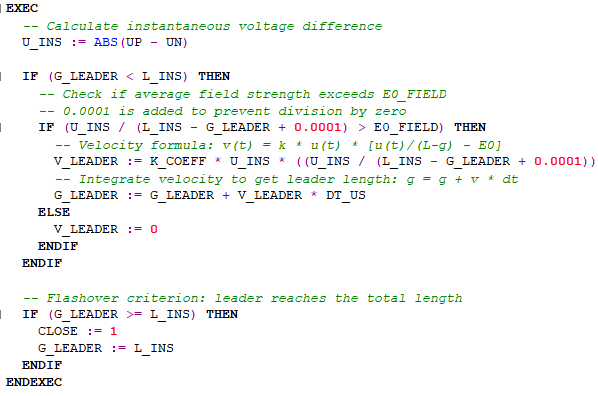 EXEC
-- Calculate instantaneous voltage difference
U_INS := ABS(UP - UN)
IF (G_LEADER < L_INS) THEN
-- Check if average field strength exceeds E0_FIELD
-- 0.0001 is added to prevent division by zero
IF (U_INS / (L_INS - G_LEADER + 0.0001) > E0_FIELD) THEN
-- Velocity formula: v(t) = k * u(t) * [u(t)/(L-g) - E0]
V_LEADER := K_COEFF * U_INS * ((U_INS / (L_INS - G_LEADER + 0.0001))
-- Integrate velocity to get leader length: g = g + v * dt
G_LEADER := G_LEADER + V_LEADER * DT_US
ELSE
V_LEADER := 0
ENDIF
ENDIF
-- Flashover criterion: leader reaches the total length
IF (G_LEADER >= L_INS) THEN
CLOSE := 1
G_LEADER := L_INS
ENDIF
ENDEXEC